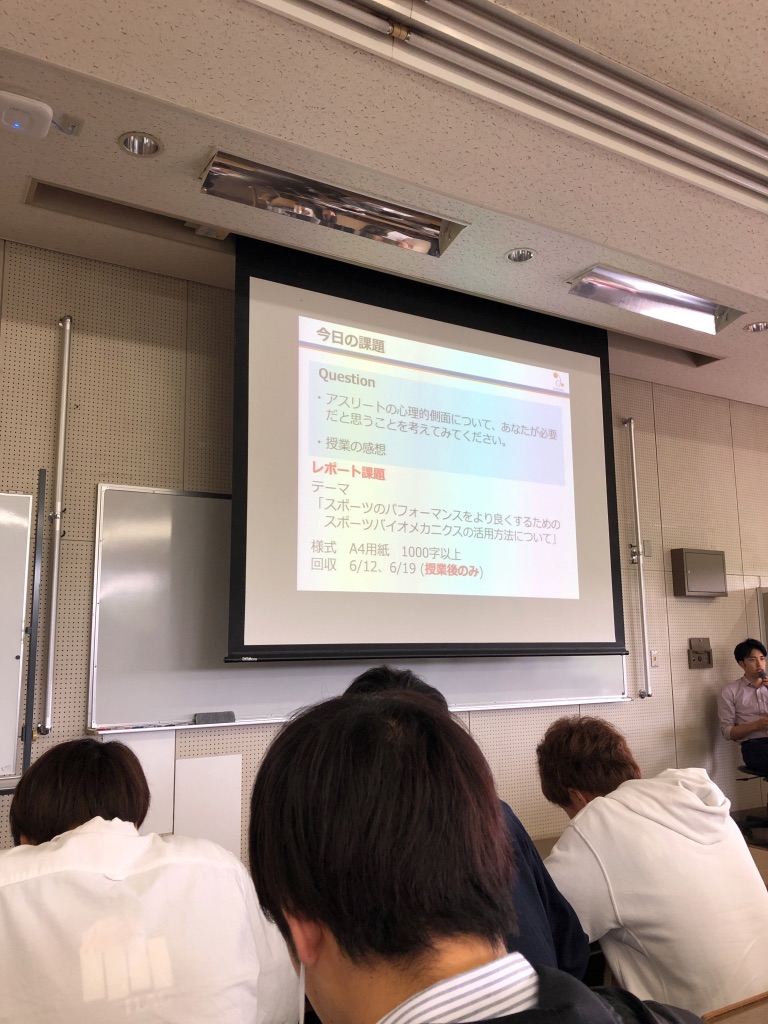 今日の課題
Question
・アスリートの心理的側面について、あなたが必要
だと思うことを考えてみてください。
・授業の感想
レポート課題
テーマ
「スポーツのパフォーマンスをより良くするための
スポーツバイオメカニクスの活用方法について」
様式　A4用紙　1000字以上
回収　6/12、6/19 (授業後のみ)